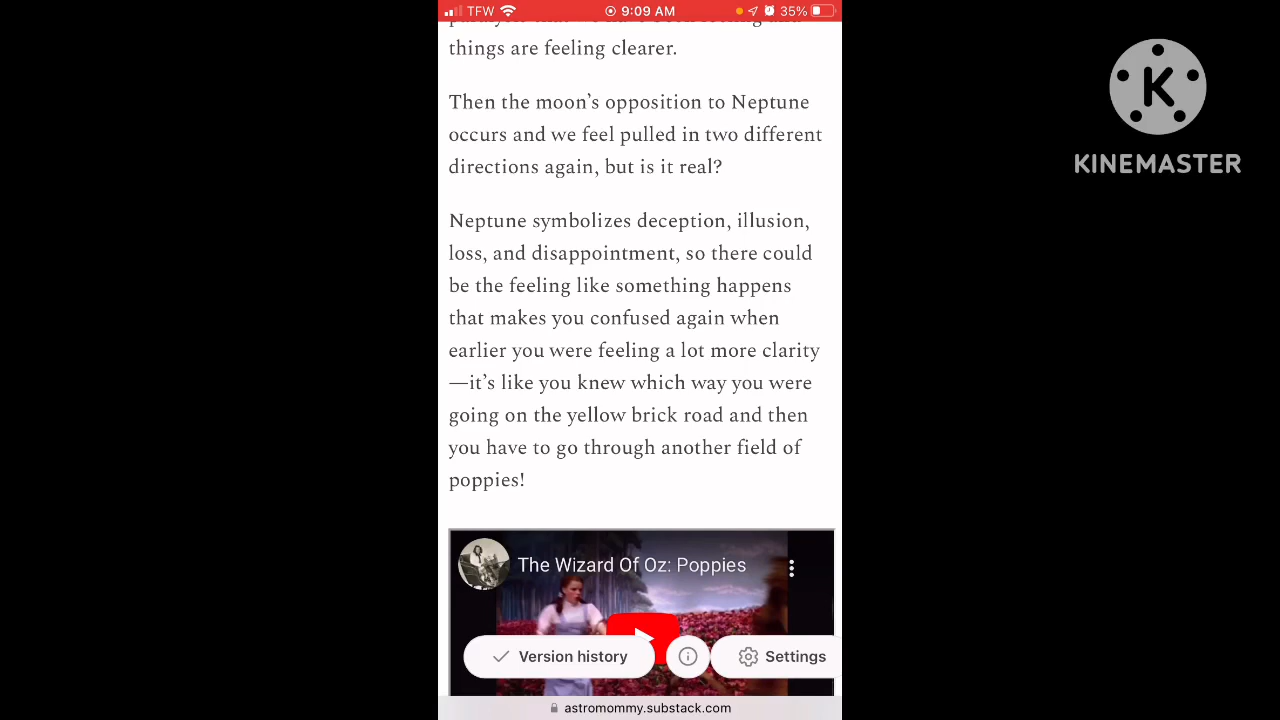 TFW 9:09 AM 35%
things are feeling clearer.
Then the moon’s opposition to Neptune
occurs and we feel pulled in two different
directions again, but is it real?
Neptune symbolizes deception, illusion,
loss, and disappointment, so there could
be the feeling like something happens
that makes you confused again when
earlier you were feeling a lot more clarity
—it’s like you knew which way you were
going on the yellow brick road and then
you have to go through another field of
poppies!
The Wizard Of Oz: Poppies
Version history
Settings
astromommy.substack.com
K
KINEMASTER